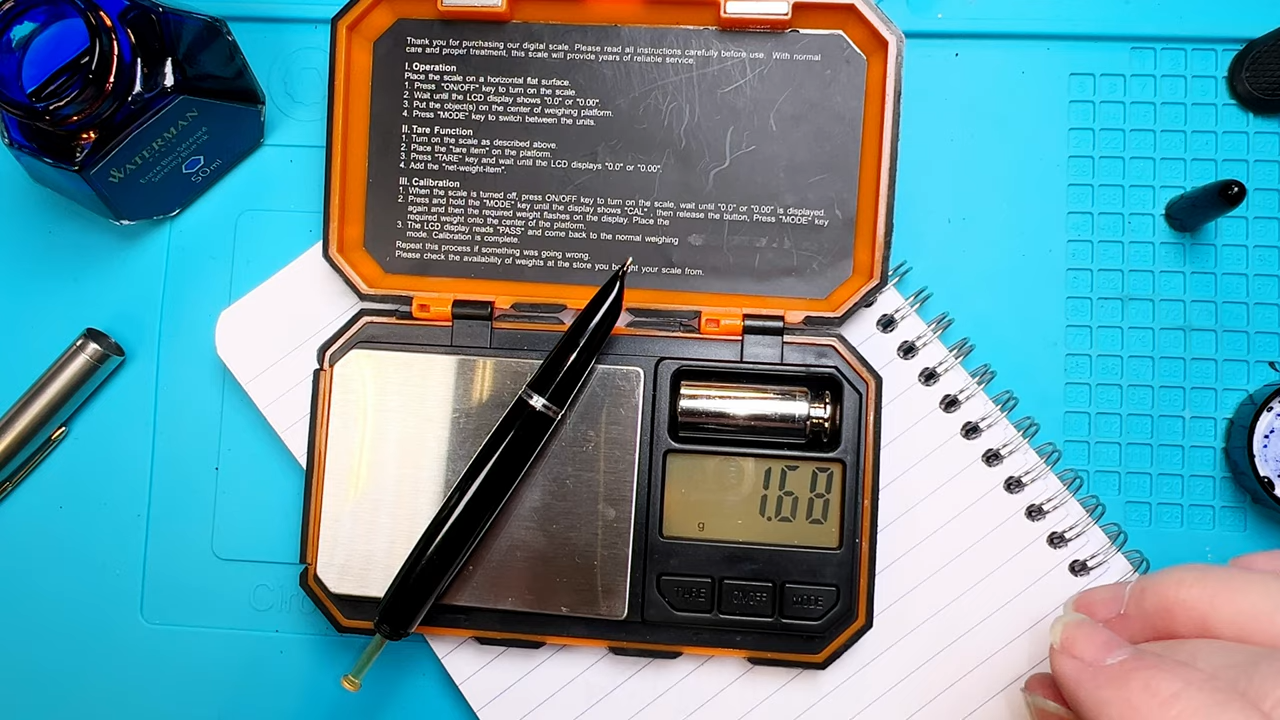 WATERMAN
Encre Bleu Sérénité
Serenity Blue Ink
50 ml
Thank you for purchasing our digital scale. Please read all instructions carefully before use. With normal
care and proper treatment, this scale will provide years of reliable service.
I. Operation
Place the scale on a horizontal flat surface.
1. Press "ON/OFF" key to turn on the scale
2. Wait until the LCD display shows "0.0" or "0.00".
3. Put the object(s) on the center of weighing platform.
4. Press "MODE" key to switch between the units.
II. Tare Function
1. Turn on the scale as described above.
2. Place the "tare item" on the platform.
3. Press "TARE" key and wait until the LCD displays "0.0" or "0.00".
4. Add the "net-weight-item".
III. Calibration
1. When the scale is turned off, press ON/OFF key to turn on the scale, wait until "0.0" or "0.00" is displayed.
2. Press and hold the "MODE" key until the display shows "CAL" , then release the button, Press "MODE" key
again and then the required weight flashes on the display. Place the
required weight onto the center of the platform.
3. The LCD display reads "PASS" and come back to the normal weighing
mode. Calibration is complete.
Repeat this process if something was going wrong.
Please check the availability of weights at the store you bought your scale from.
1.68
g
TARE
ON/OFF
MODE